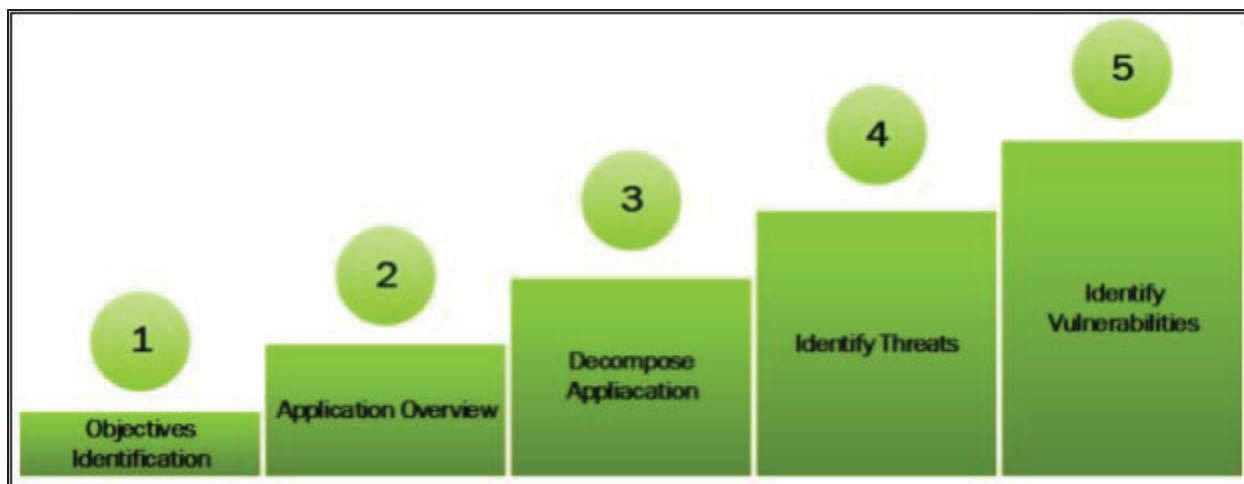 1
Objectives
Identification
2
Application Overview
3
Decompose
Appliacation
4
Identify Threats
5
Identify
Vulnerabilities